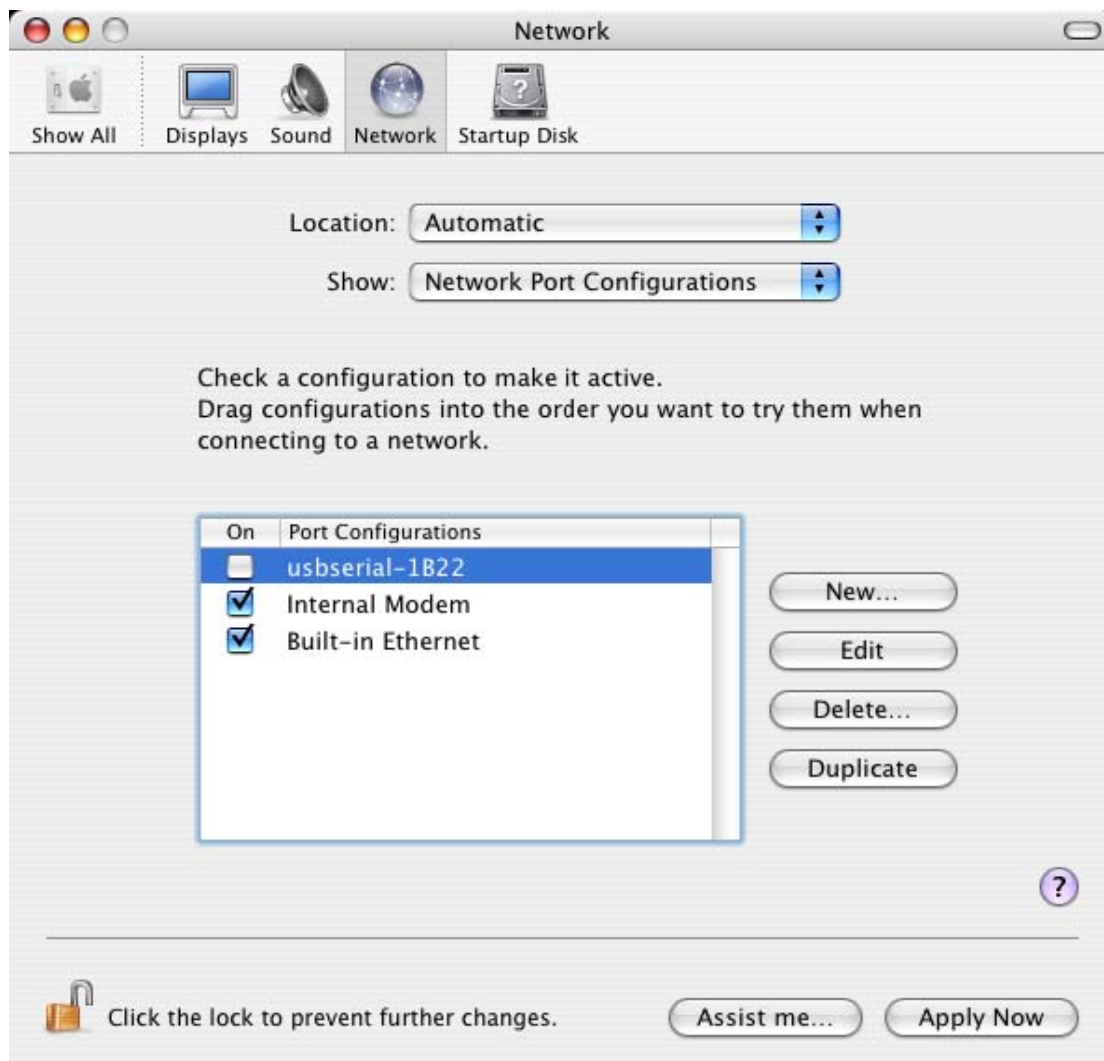 Network
Show All
Displays
Sound
Network
Startup Disk
Location: Automatic
Show: Network Port Configurations
Check a configuration to make it active.
Drag configurations into the order you want to try them when
connecting to a network.
On Port Configurations
usbserial-1B22
Internal Modem
Built-in Ethernet
New...
Edit
Delete...
Duplicate
?
Click the lock to prevent further changes.
Assist me...
Apply Now